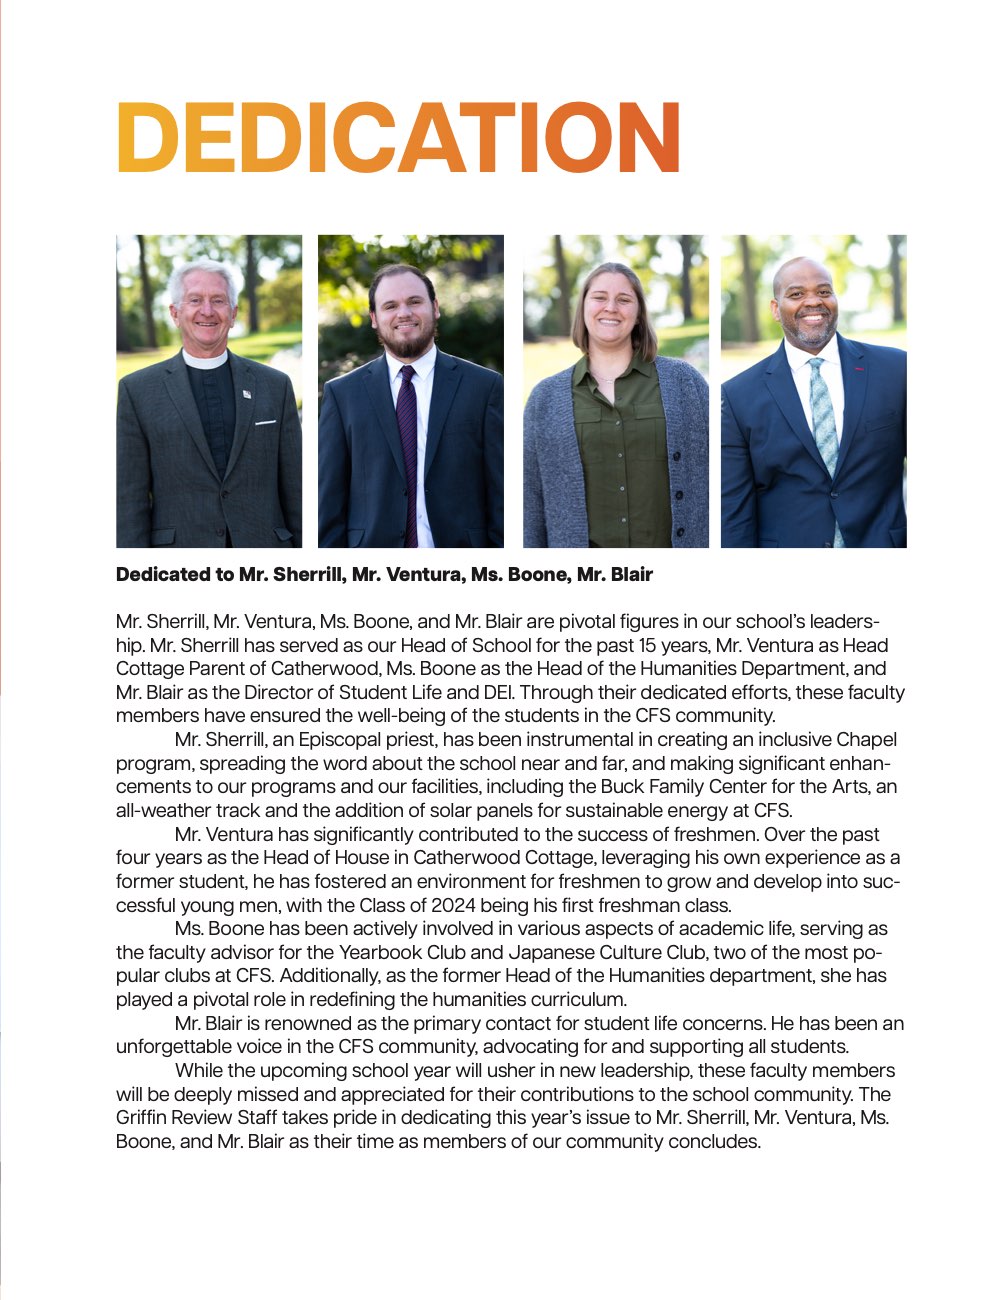 DEDICATION
Dedicated to Mr. Sherrill, Mr. Ventura, Ms. Boone, Mr. Blair
Mr. Sherrill, Mr. Ventura, Ms. Boone, and Mr. Blair are pivotal figures in our school’s leaders-
hip. Mr. Sherrill has served as our Head of School for the past 15 years, Mr. Ventura as Head
Cottage Parent of Catherwood, Ms. Boone as the Head of the Humanities Department, and
Mr. Blair as the Director of Student Life and DEI. Through their dedicated efforts, these faculty
members have ensured the well-being of the students in the CFS community.
Mr. Sherrill, an Episcopal priest, has been instrumental in creating an inclusive Chapel
program, spreading the word about the school near and far, and making significant enhan-
cements to our programs and our facilities, including the Buck Family Center for the Arts, an
all-weather track and the addition of solar panels for sustainable energy at CFS.
Mr. Ventura has significantly contributed to the success of freshmen. Over the past
four years as the Head of House in Catherwood Cottage, leveraging his own experience as a
former student, he has fostered an environment for freshmen to grow and develop into suc-
cessful young men, with the Class of 2024 being his first freshman class.
Ms. Boone has been actively involved in various aspects of academic life, serving as
the faculty advisor for the Yearbook Club and Japanese Culture Club, two of the most po-
pular clubs at CFS. Additionally, as the former Head of the Humanities department, she has
played a pivotal role in redefining the humanities curriculum.
Mr. Blair is renowned as the primary contact for student life concerns. He has been an
unforgettable voice in the CFS community, advocating for and supporting all students.
While the upcoming school year will usher in new leadership, these faculty members
will be deeply missed and appreciated for their contributions to the school community. The
Griffin Review Staff takes pride in dedicating this year’s issue to Mr. Sherrill, Mr. Ventura, Ms.
Boone, and Mr. Blair as their time as members of our community concludes.